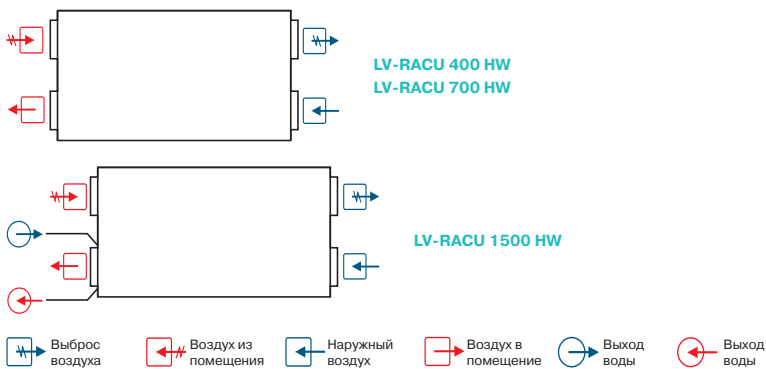 LV-RACU 400 HW
LV-RACU 700 HW
LV-RACU 1500 HW
Выброс
воздуха
Воздух из
помещения
Наружный
воздух
Воздух в
помещение
Выход
воды
Выход
воды